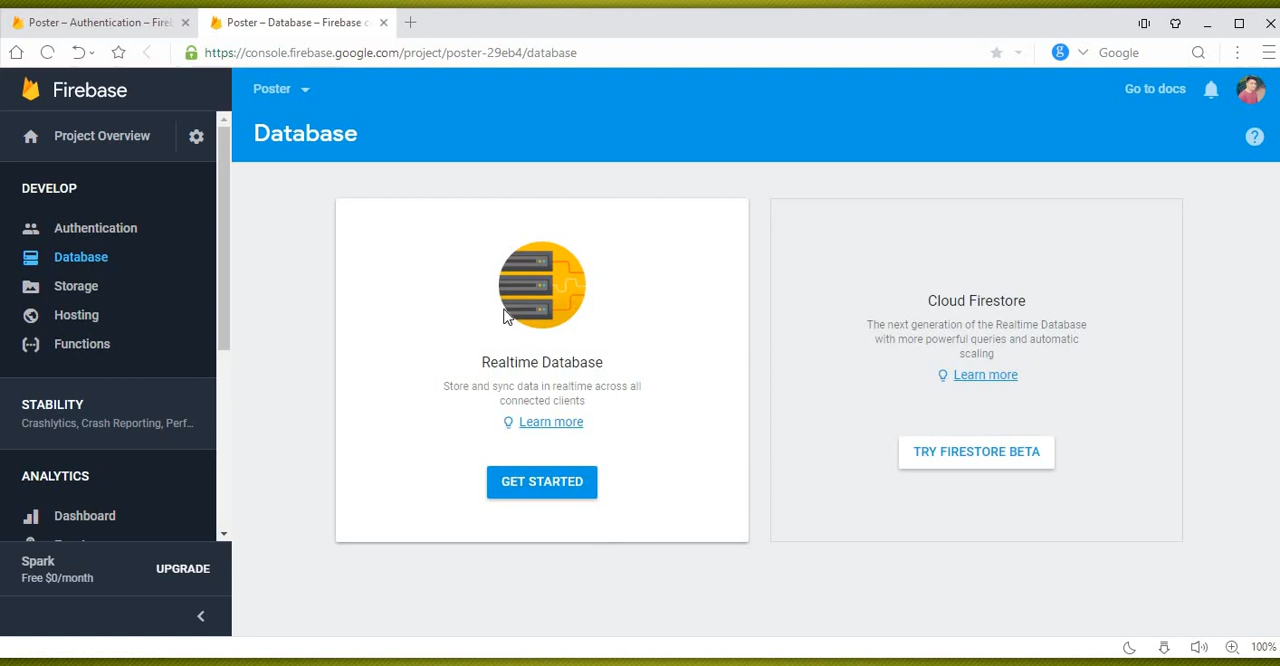 Poster – Authentication – Fire
Poster – Database – Firebase c
https://console.firebase.google.com/project/poster-29eb4/database
g
Google
Firebase
Poster
Go to docs
Project Overview
Database
?
DEVELOP
Authentication
Database
Storage
Hosting
Functions
Realtime Database
Store and sync data in realtime across all
connected clients
Learn more
GET STARTED
Cloud Firestore
The next generation of the Realtime Database
with more powerful queries and automatic
scaling
Learn more
TRY FIRESTORE BETA
STABILITY
Crashlytics, Crash Reporting, Perf...
ANALYTICS
Dashboard
Spark
Free $0/month
UPGRADE
100%